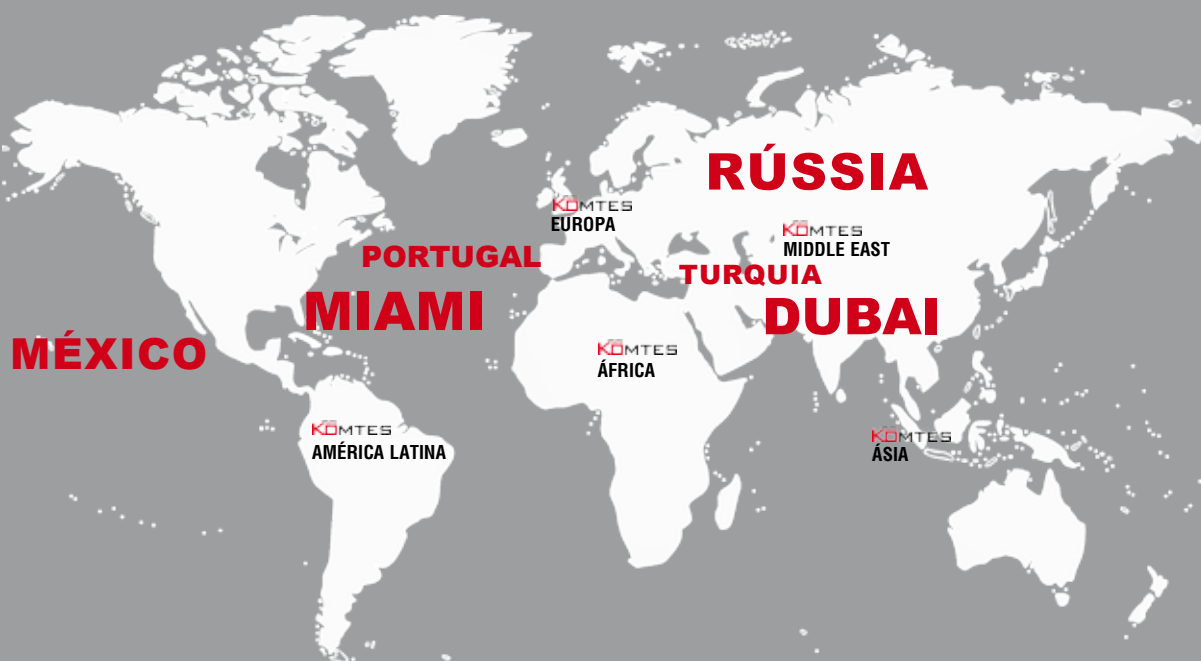 RÚSSIA
KOMTES
EUROPA
KOMTES
MIDDLE EAST
PORTUGAL
TURQUIA
MIAMI
DUBAI
MÉXICO
KOMTES
ÁFRICA
KOMTES
AMÉRICA LATINA
KOMTES
ÁSIA